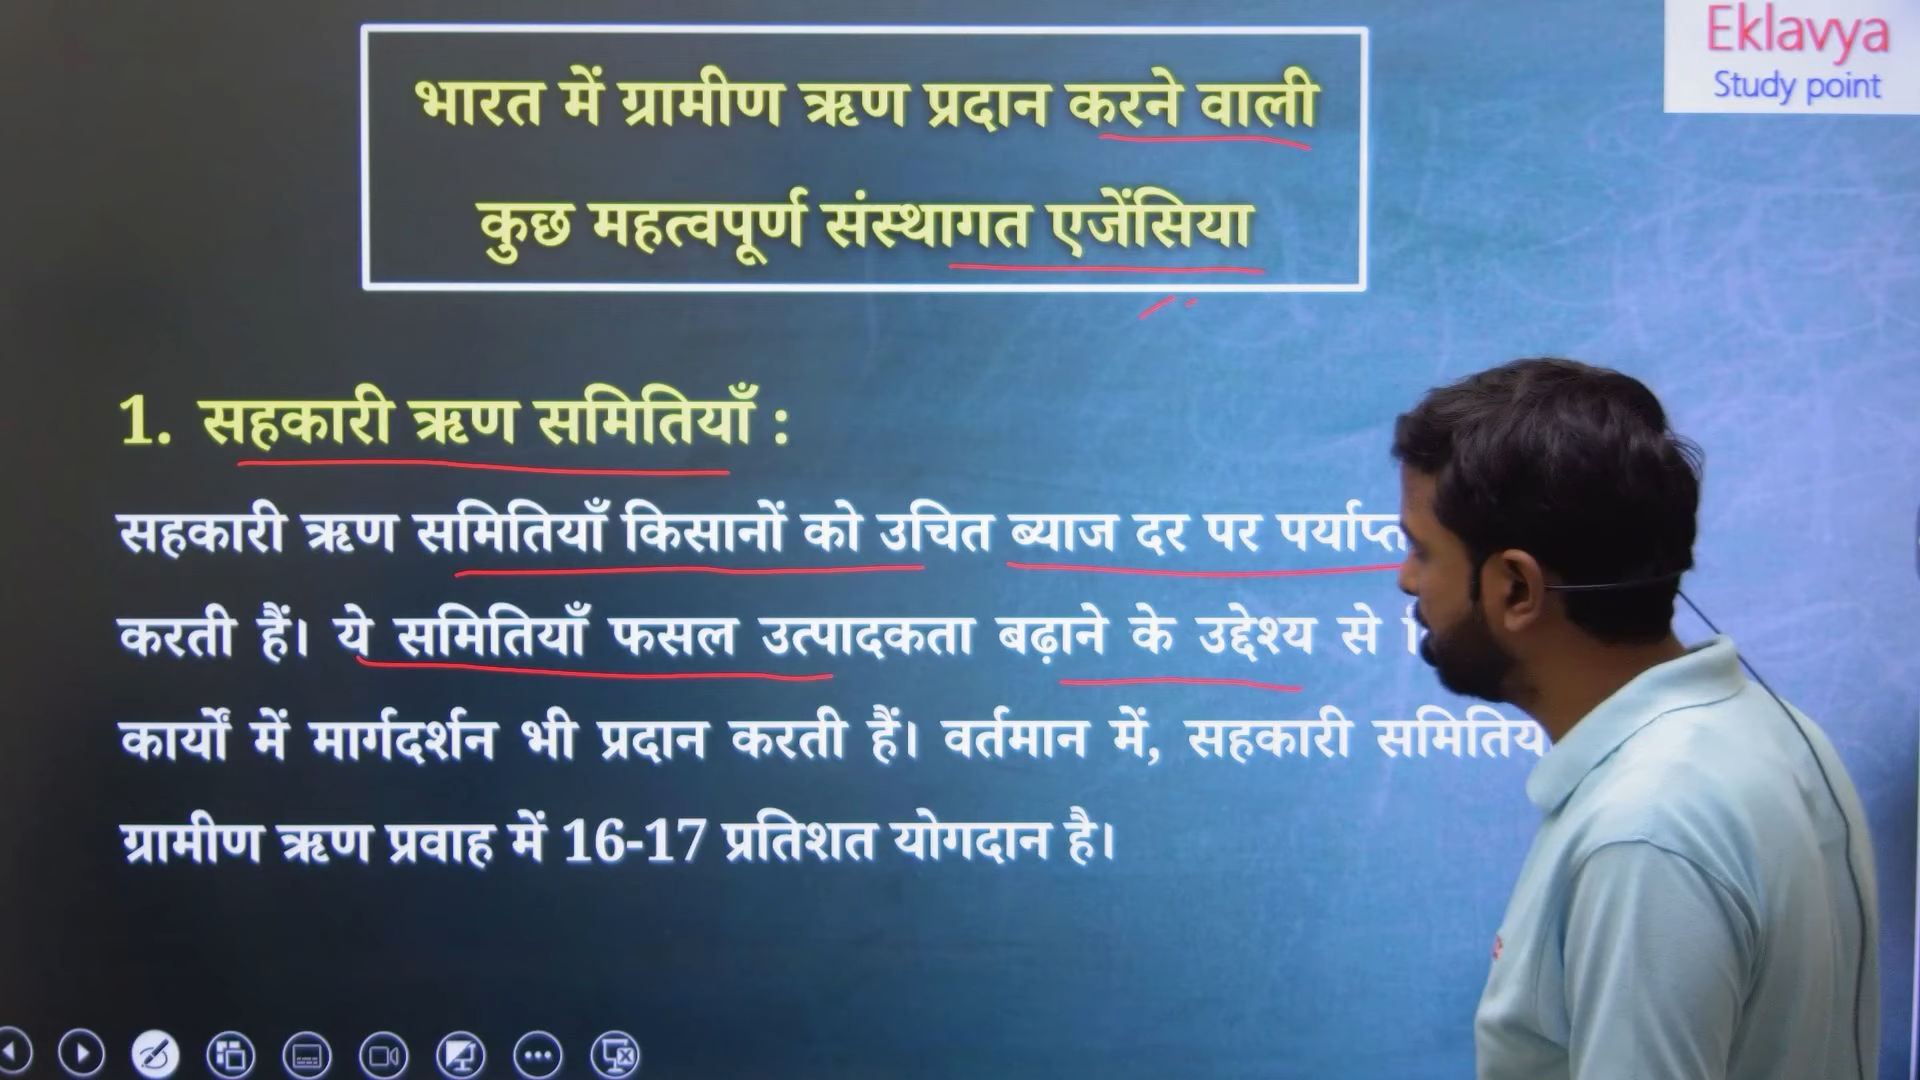 Eklavya
Study point
भारत में ग्रामीण ऋण प्रदान करने वाली
कुछ महत्वपूर्ण संस्थागत एजेंसिया
1. सहकारी ऋण समितियाँ :
सहकारी ऋण समितियाँ किसानों को उचित ब्याज दर पर पर्याप्त
करती हैं। ये समितियाँ फसल उत्पादकता बढ़ाने के उद्देश्य से
कार्यों में मार्गदर्शन भी प्रदान करती हैं। वर्तमान में, सहकारी
ग्रामीण ऋण प्रवाह में 16-17 प्रतिशत योगदान है।